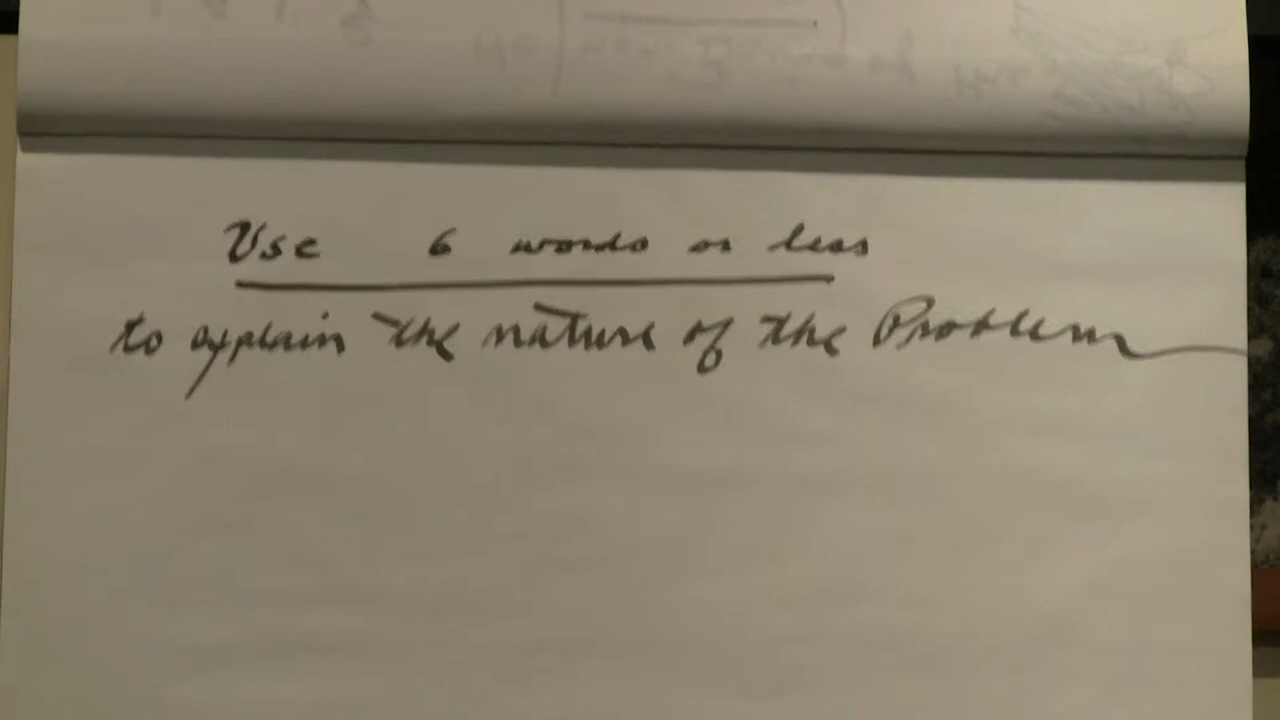 Use 6 words or less
to explain the nature of the Problem